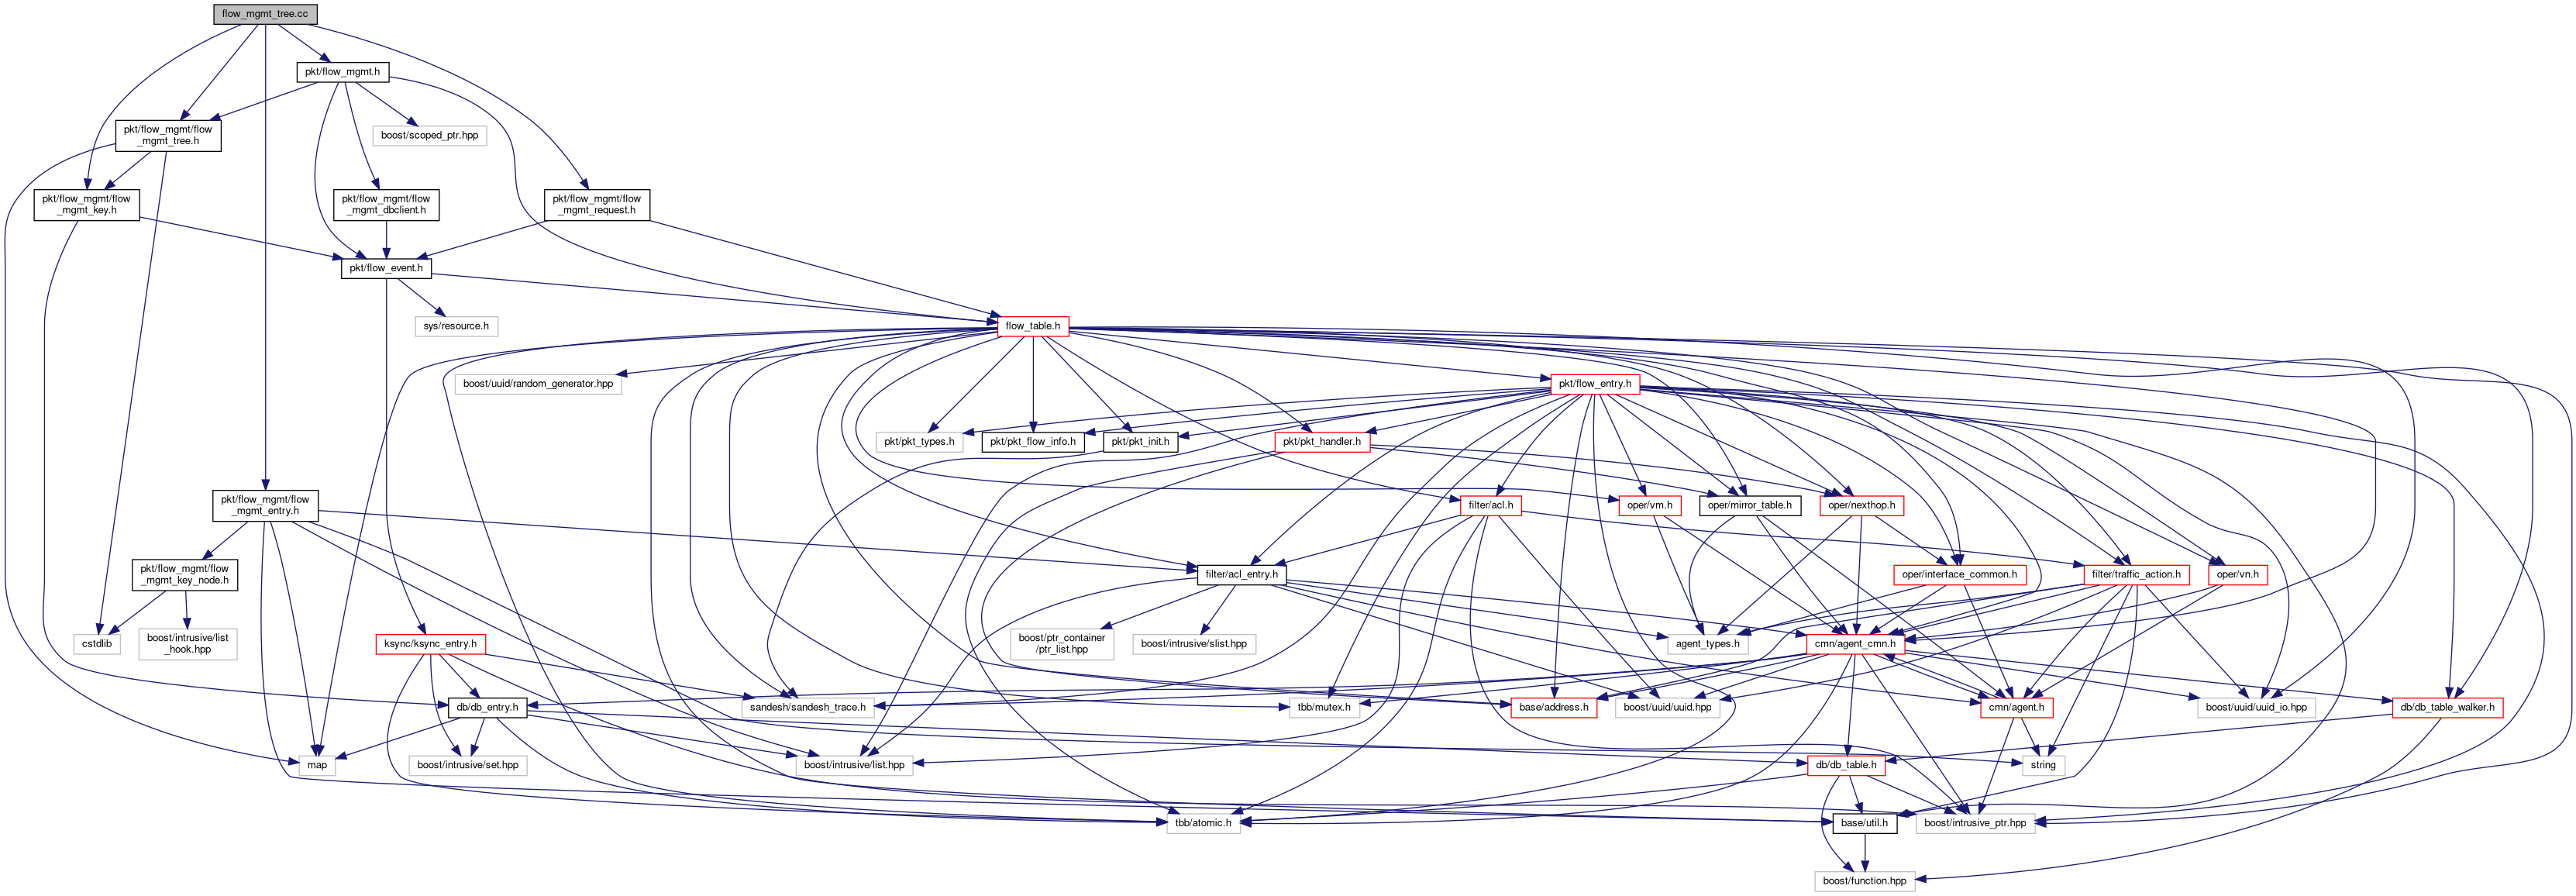 flow_mgmt_tree.cc
pkt/flow_mgmt.h
pkt/flow_mgmt/flow
_mgmt_tree.h
boost/scoped_ptr.hpp
pkt/flow_mgmt/flow
_mgmt_key.h
pkt/flow_mgmt/flow
_mgmt_dbclient.h
pkt/flow_mgmt/flow
_mgmt_request.h
pkt/flow_event.h
sys/resource.h
flow_table.h
boost/uuid/random_generator.hpp
pkt/flow_entry.h
pkt/pkt_types.h
pkt/pkt_flow_info.h
pkt/pkt_init.h
pkt/pkt_handler.h
pkt/flow_mgmt/flow
_mgmt_entry.h
filter/acl.h
oper/vm.h
oper/mirror_table.h
oper/nexthop.h
pkt/flow_mgmt/flow
_mgmt_key_node.h
filter/acl_entry.h
oper/interface_common.h
filter/traffic_action.h
oper/vn.h
cstdlib
boost/intrusive/list
_hook.hpp
ksync/ksync_entry.h
boost/ptr_container
/ptr_list.hpp
boost/intrusive/slist.hpp
agent_types.h
cmn/agent_cmn.h
db/db_entry.h
sandesh/sandesh_trace.h
tbb/mutex.h
base/address.h
boost/uuid/uuid.hpp
cmn/agent.h
boost/uuid/uuid_io.hpp
db/db_table_walker.h
map
boost/intrusive/set.hpp
boost/intrusive/list.hpp
db/db_table.h
string
tbb/atomic.h
base/util.h
boost/intrusive_ptr.hpp
boost/function.hpp